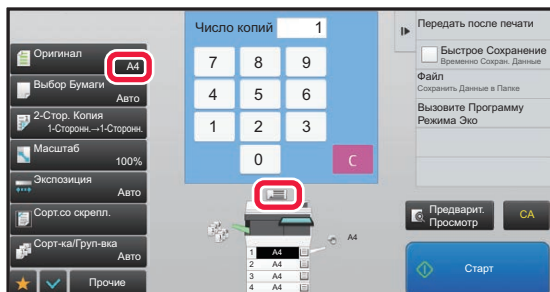 Число копий 1
Оригинал
A4
Выбор Бумаги
Авто
2-Стор. Копия
1-Сторонн.→1-Сторонн.
Масштаб
100%
Экспозиция
Авто
Сорт.со скрепл.
Сорт-ка/Груп-вка
Авто
Прочие
7 8 9
4 5 6
1 2 3
0 C
A4
1 A4
2 A4
3 A4
4 A4
Передать после печати
Быстрое Сохранение
Временно Сохран. Данные
Файл
Сохранить Данные в Папке
Вызовите Программу
Режима Эко
Предварит.
Просмотр
CA
Старт